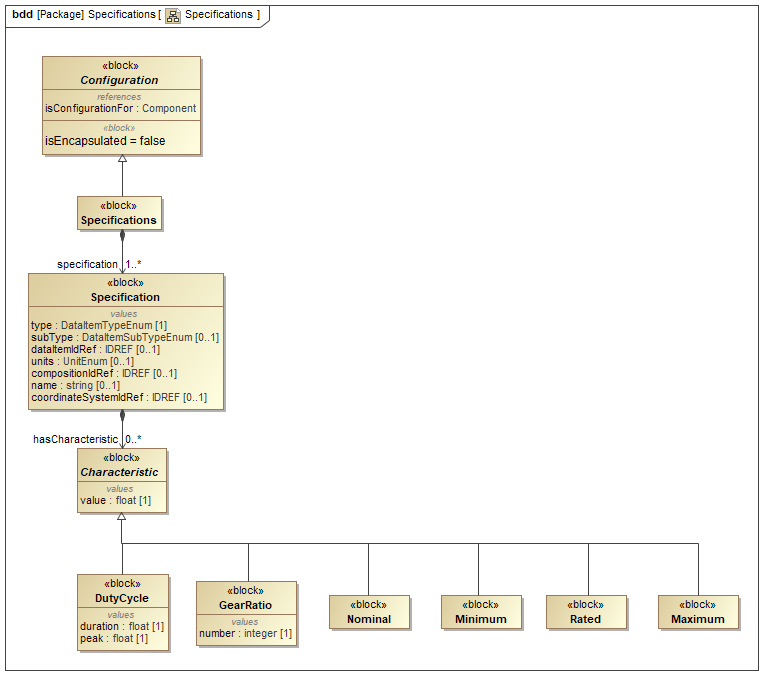 bdd [Package] Specifications [ Specifications ]
«block»
Configuration
references
isConfigurationFor : Component
«block»
isEncapsulated = false
«block»
Specifications
specification 1..*
«block»
Specification
values
type : DataItemTypeEnum [1]
subType : DataItemSubTypeEnum [0..1]
dataItemIdRef : IDREF [0..1]
units : UnitEnum [0..1]
compositionIdRef : IDREF [0..1]
name : string [0..1]
coordinateSystemIdRef : IDREF [0..1]
hasCharacteristic 0..*
«block»
Characteristic
values
value : float [1]
«block»
DutyCycle
values
duration : float [1]
peak : float [1]
«block»
GearRatio
values
number : integer [1]
«block»
Nominal
«block»
Minimum
«block»
Rated
«block»
Maximum